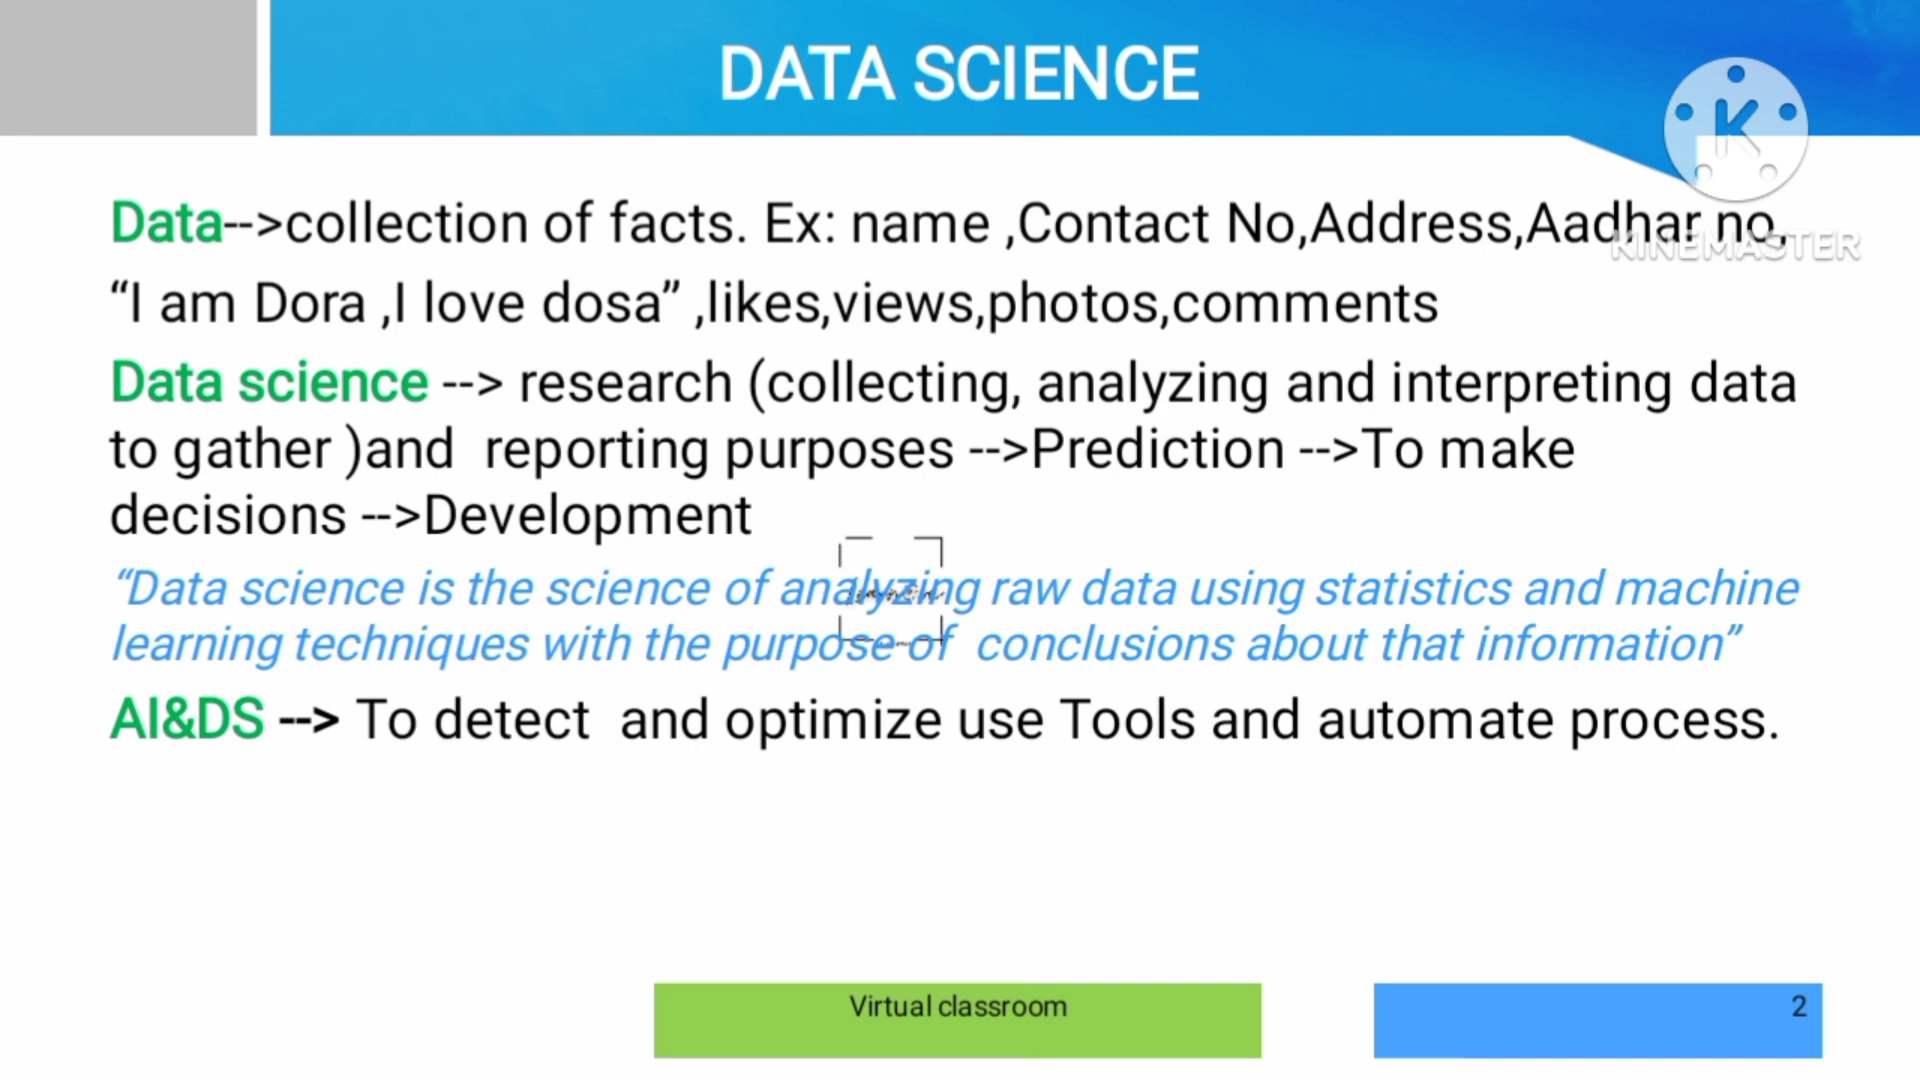 DATA SCIENCE
K
KINEMASTER
Data-->collection of facts. Ex: name ,Contact No,Address,Aadhar no,
“I am Dora ,I love dosa” ,likes,views,photos,comments
Data science --> research (collecting, analyzing and interpreting data
to gather )and  reporting purposes -->Prediction -->To make
decisions -->Development
“Data science is the science of analyzing raw data using statistics and machine
learning techniques with the purpose of  conclusions about that information”
AI&DS --> To detect  and optimize use Tools and automate process.
Virtual classroom
2